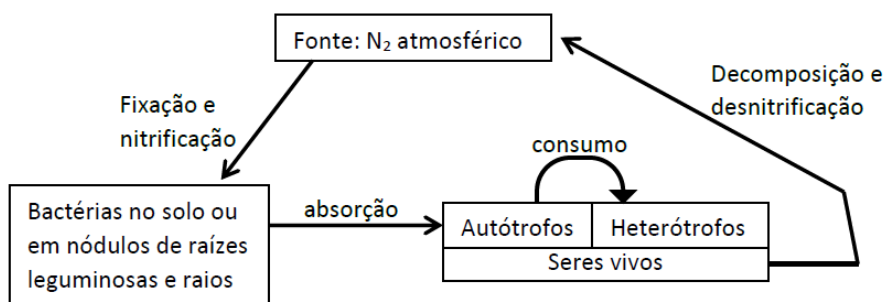 Fonte: N₂ atmosférico
Fixação e
nitrificação
Decomposição e
desnitrificação
consumo
Bactérias no solo ou
em nódulos de raízes
leguminosas e raios
absorção
Autótrofos
Heterótrofos
Seres vivos